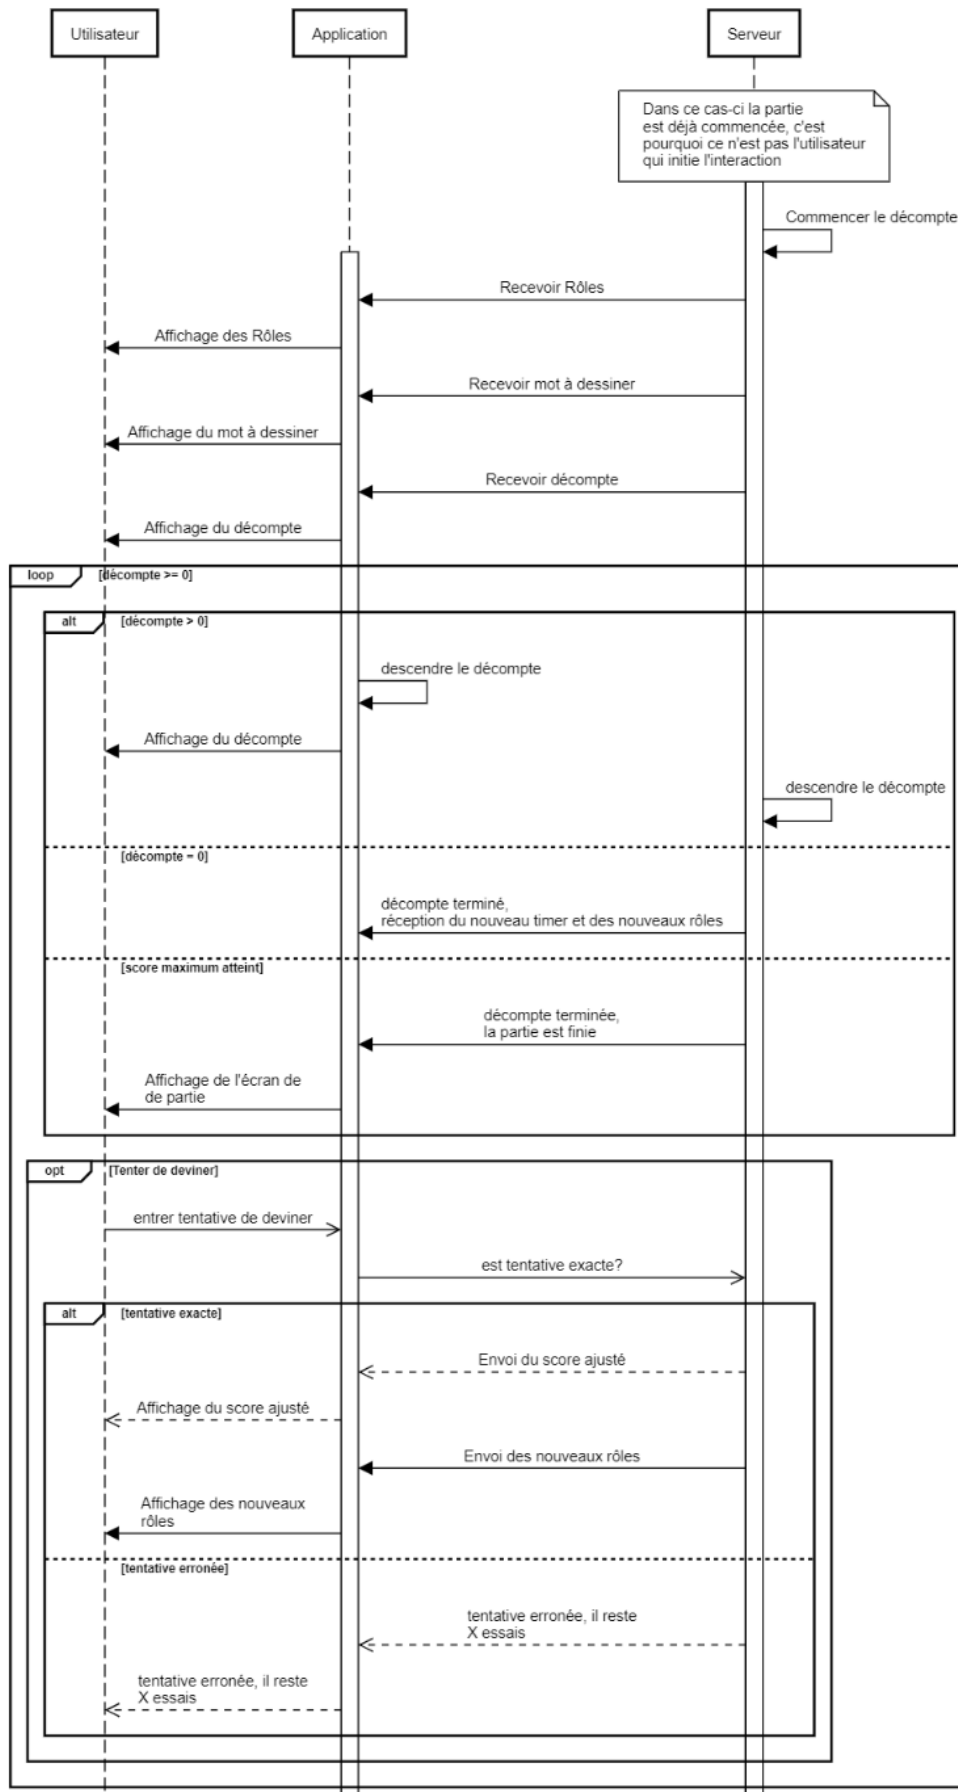 Utilisateur
Application
Serveur
Dans ce cas-ci la partie
est déjà commencée, c'est
pourquoi ce n'est pas l'utilisateur
qui initie l'interaction
Commencer le décompte
Recevoir Rôles
Affichage des Rôles
Recevoir mot à dessiner
Affichage du mot à dessiner
Recevoir décompte
Affichage du décompte
loop
[décompte >= 0]
alt
[décompte > 0]
descendre le décompte
Affichage du décompte
descendre le décompte
[décompte = 0]
décompte terminé,
réception du nouveau timer et des nouveaux rôles
[score maximum atteint]
décompte terminée,
la partie est finie
Affichage de l'écran de
de partie
opt
[Tenter de deviner]
entrer tentative de deviner
est tentative exacte?
alt
[tentative exacte]
Envoi du score ajusté
Affichage du score ajusté
Envoi des nouveaux rôles
Affichage des nouveaux
rôles
[tentative erronée]
tentative erronée, il reste
X essais
tentative erronée, il reste
X essais